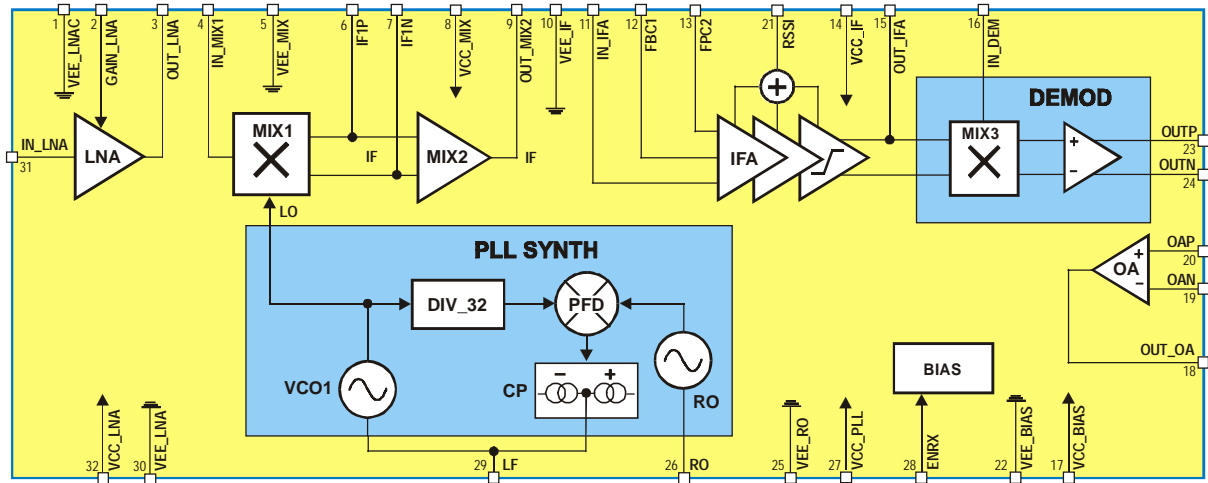 1
VEE_LNAC
2
GAIN_LNA
3
OUT_LNA
4
IN_MIX1
5
VEE_MIX
6
IF1P
7
IF1N
8
VCC_MIX
9
OUT_MIX2
10
VEE_IF
11
IN_IFA
12
FBC1
13
FPC2
21
RSSI
14
VCC_IF
15
OUT_IFA
16
IN_DEM
DEMOD
IN_LNA
31
LNA
MIX1
IF
MIX2
IF
IFA
+
MIX3
+
−
OUTP
23
OUTN
24
LO
PLL SYNTH
DIV_32
PFD
VCO1
CP
− +
RO
OAP
20
OA
+
−
OAN
19
OUT_OA
18
BIAS
32
VCC_LNA
30
VEE_LNA
29
LF
26
RO
25
VEE_RO
27
VCC_PLL
28
ENRX
22
VEE_BIAS
17
VCC_BIAS